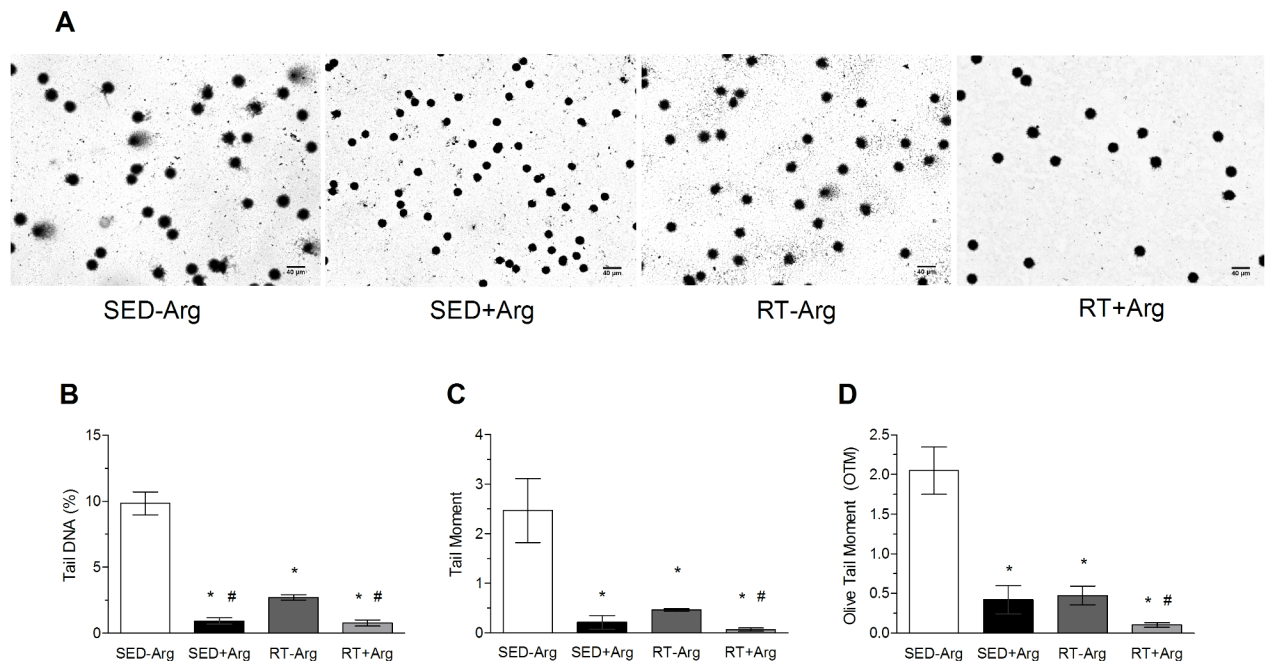 A
40 µm
40 µm
40 µm
40 µm
SED-Arg
SED+Arg
RT-Arg
RT+Arg
B
Tail DNA (%)
15
10
5
0
* #
*
* #
SED-Arg
SED+Arg
RT-Arg
RT+Arg
C
Tail Moment
4
3
2
1
0
*
*
* #
SED-Arg
SED+Arg
RT-Arg
RT+Arg
D
Olive Tail Moment (OTM)
2.5
2.0
1.5
1.0
0.5
0.0
*
*
* #
SED-Arg
SED+Arg
RT-Arg
RT+Arg